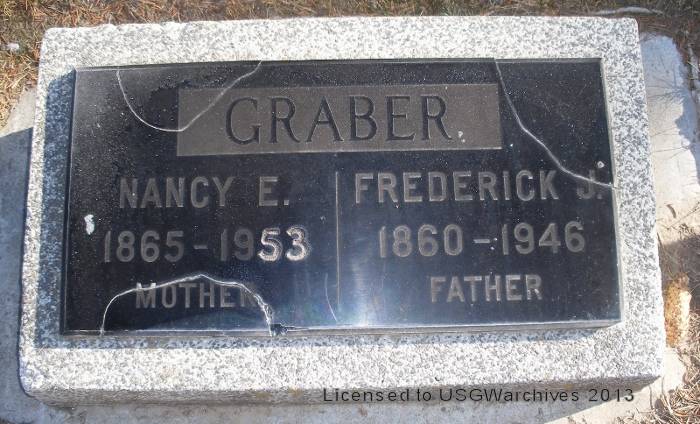 GRABER
NANCY E. FREDERICK J.
1865-1953 1860-1946
MOTHER FATHER
Licensed to USGWarchives 2013